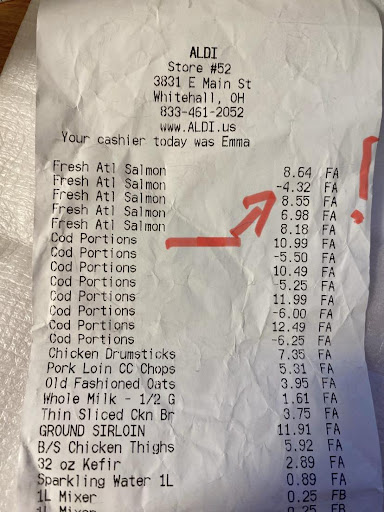 ALDI
Store #52
3831 E Main St
Whitehall, OH
833-461-2052
www.ALDI.us
Your cashier today was Emma
Fresh Atl Salmon 8.64 FA
Fresh Atl Salmon -4.32 FA
Fresh Atl Salmon 8.55 FA
Fresh Atl Salmon 6.98 FA
Fresh Atl Salmon 8.18 FA
Cod Portions 10.99 FA
Cod Portions -5.50 FA
Cod Portions 10.49 FA
Cod Portions -5.25 FA
Cod Portions 11.99 FA
Cod Portions -6.00 FA
Cod Portions 12.49 FA
Cod Portions -6.25 FA
Chicken Drumsticks 7.35 FA
Pork Loin CC Chops 5.31 FA
Old Fashioned Oats 3.95 FA
Whole Milk - 1/2 G 1.61 FA
Thin Sliced Ckn Br 3.75 FA
GROUND SIRLOIN 11.91 FA
B/S Chicken Thighs 5.92 FA
32 oz Kefir 2.89 FA
Sparkling Water 1L 0.89 FA
1L Mixer 0.25 FB
1L Mixer 0.25 FB